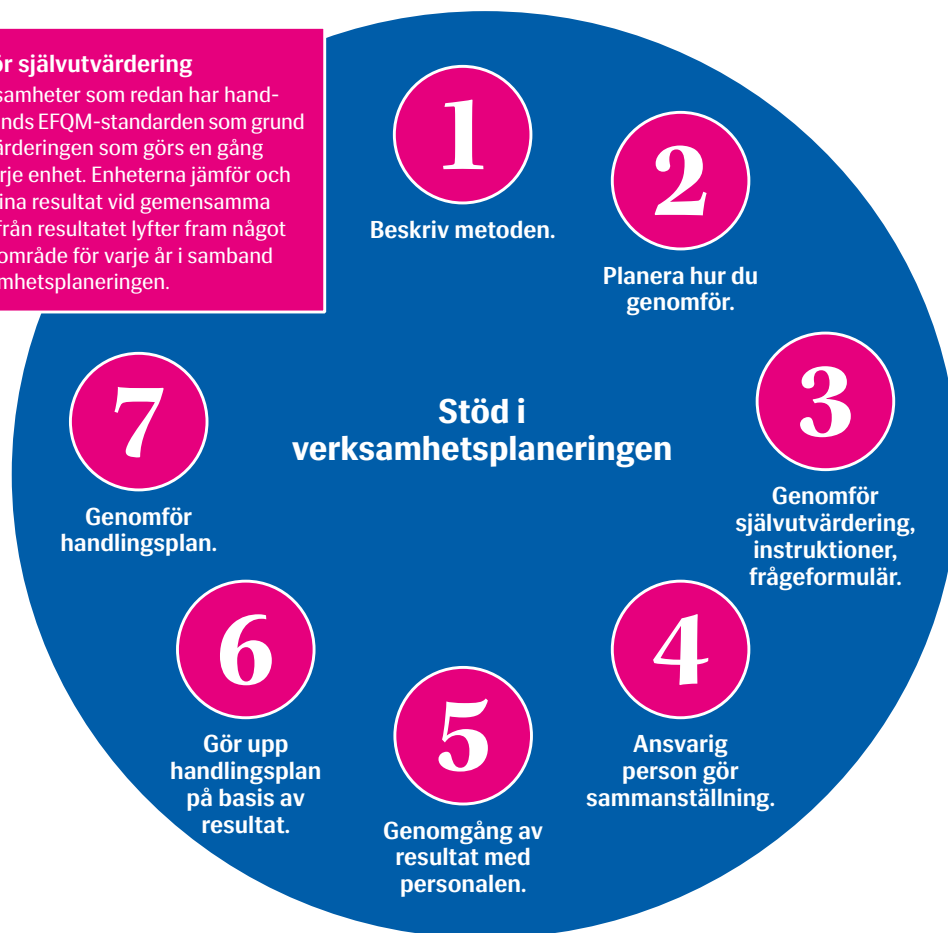 ör självutvärdering
samheter som redan har hand-
nds EFQM-standarden som grund
ärderingen som görs en gång
rje enhet. Enheterna jämför och
ina resultat vid gemensamma
från resultatet lyfter fram något
område för varje år i samband
mhetsplaneringen.
1
Beskriv metoden.
2
Planera hur du
genomför.
Stöd i
verksamhetsplaneringen
3
Genomför
självutvärdering,
instruktioner,
frågeformulär.
4
Ansvarig
person gör
sammanställning.
5
Genomgång av
resultat med
personalen.
6
Gör upp
handlingsplan
på basis av
resultat.
7
Genomför
handlingsplan.